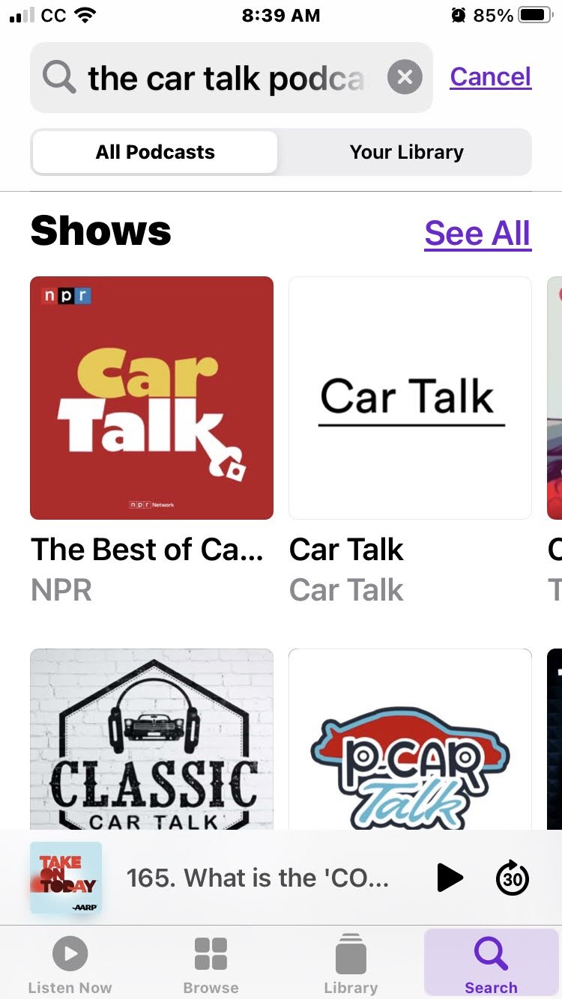 CC 8:39 AM 85%
the car talk podca
Cancel
All Podcasts
Your Library
Shows
See All
npr
Car
Talk
npr Network
Car Talk
The Best of Ca...
Car Talk
NPR
Car Talk
CLASSIC
CAR TALK
P-CAR
Talk
TAKE
ON
TODAY
AARP
165. What is the 'CO...
30
Listen Now
Browse
Library
Search